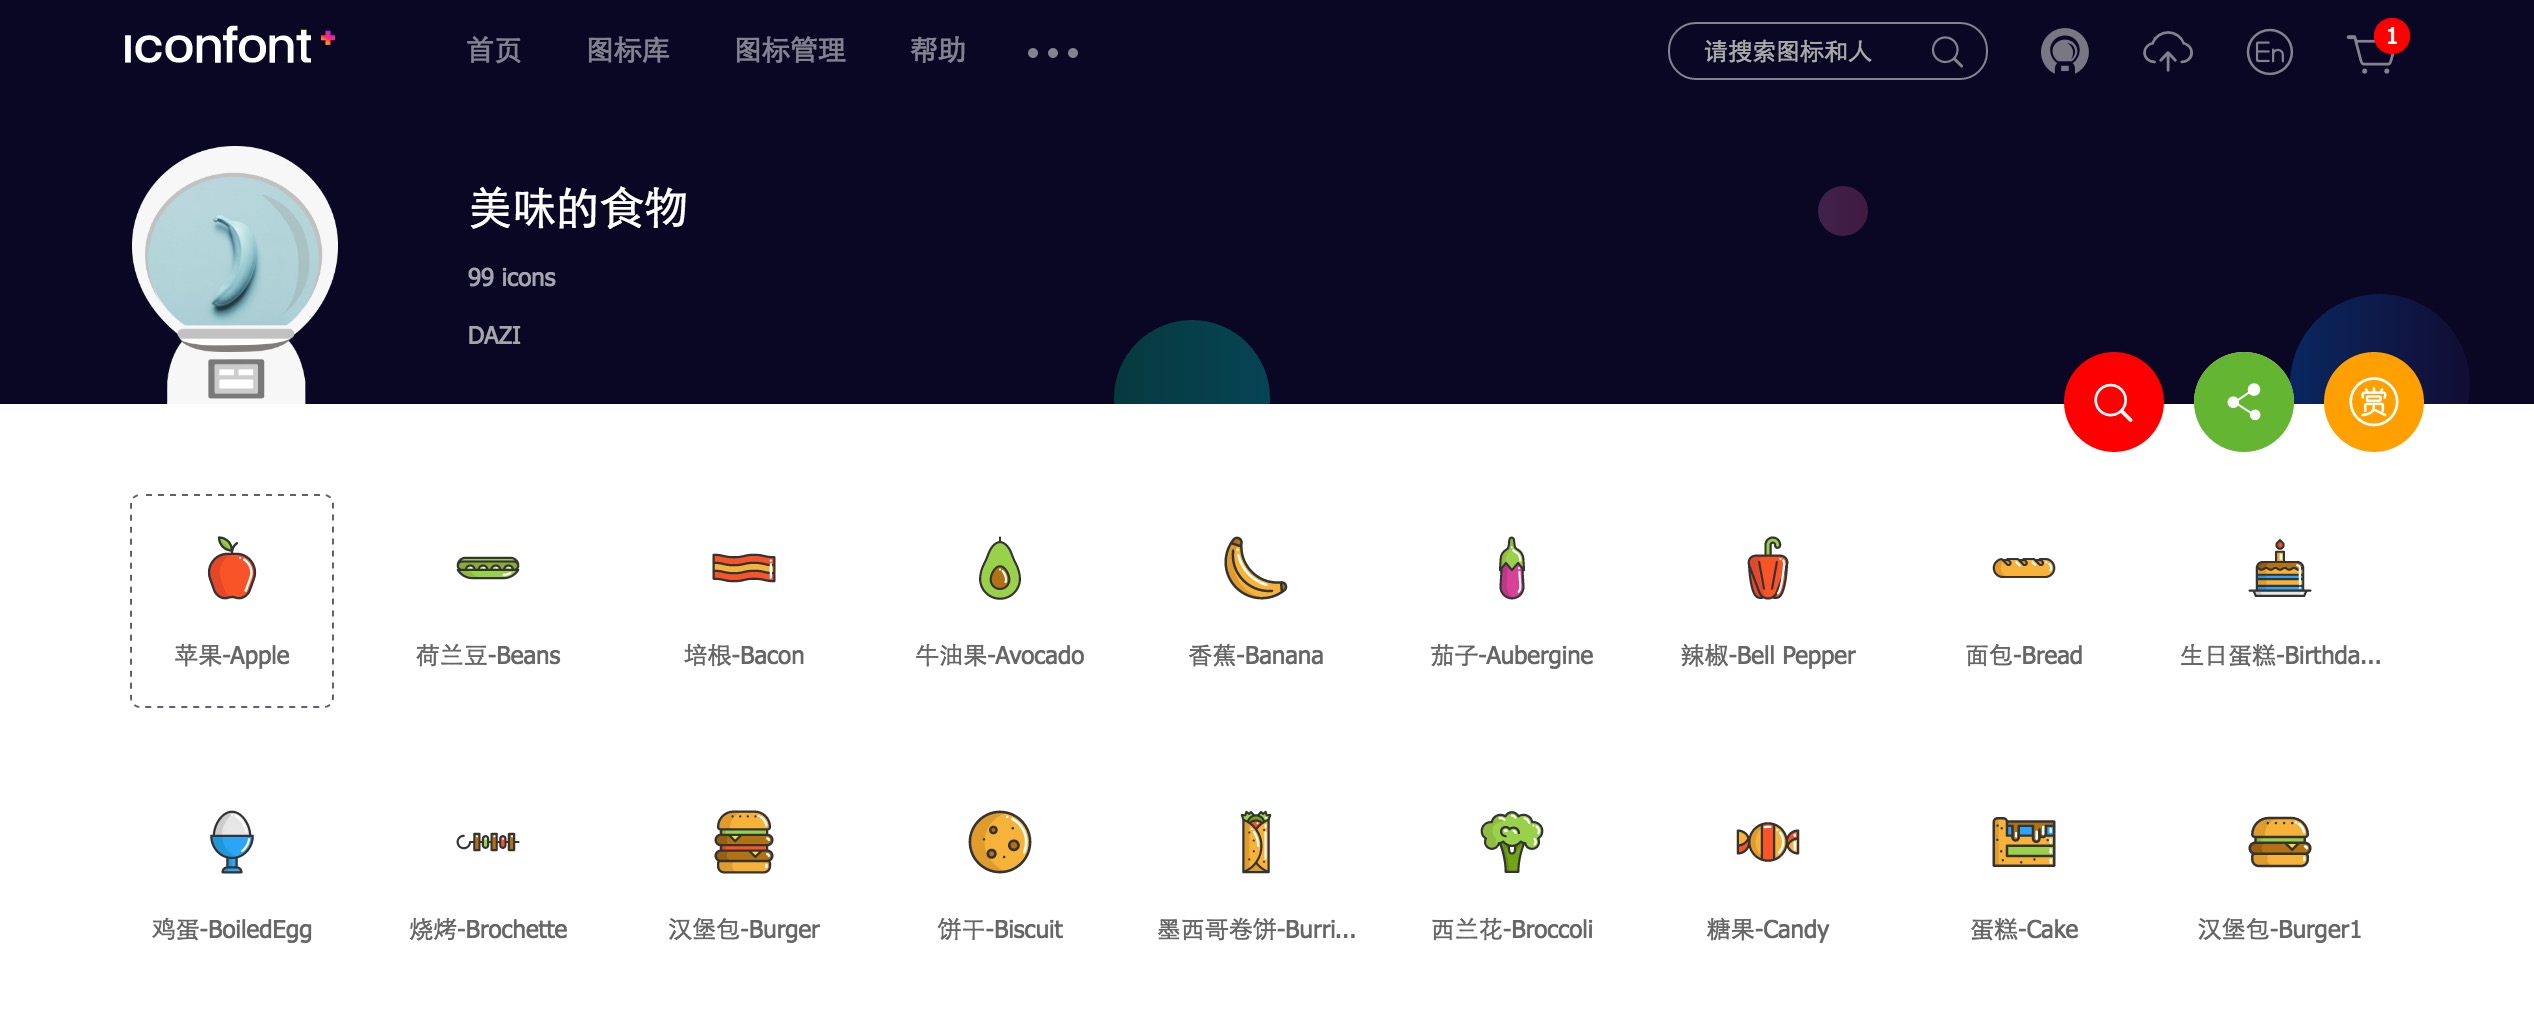 iconfont+
首页 图标库 图标管理 帮助 •••
请搜索图标和人
En
1
美味的食物
99 icons
DAZI
赏
苹果-Apple 荷兰豆-Beans 培根-Bacon 牛油果-Avocado 香蕉-Banana 茄子-Aubergine 辣椒-Bell Pepper 面包-Bread 生日蛋糕-Birthda...
鸡蛋-BoiledEgg 烧烤-Brochette 汉堡包-Burger 饼干-Biscuit 墨西哥卷饼-Burri... 西兰花-Broccoli 糖果-Candy 蛋糕-Cake 汉堡包-Burger1